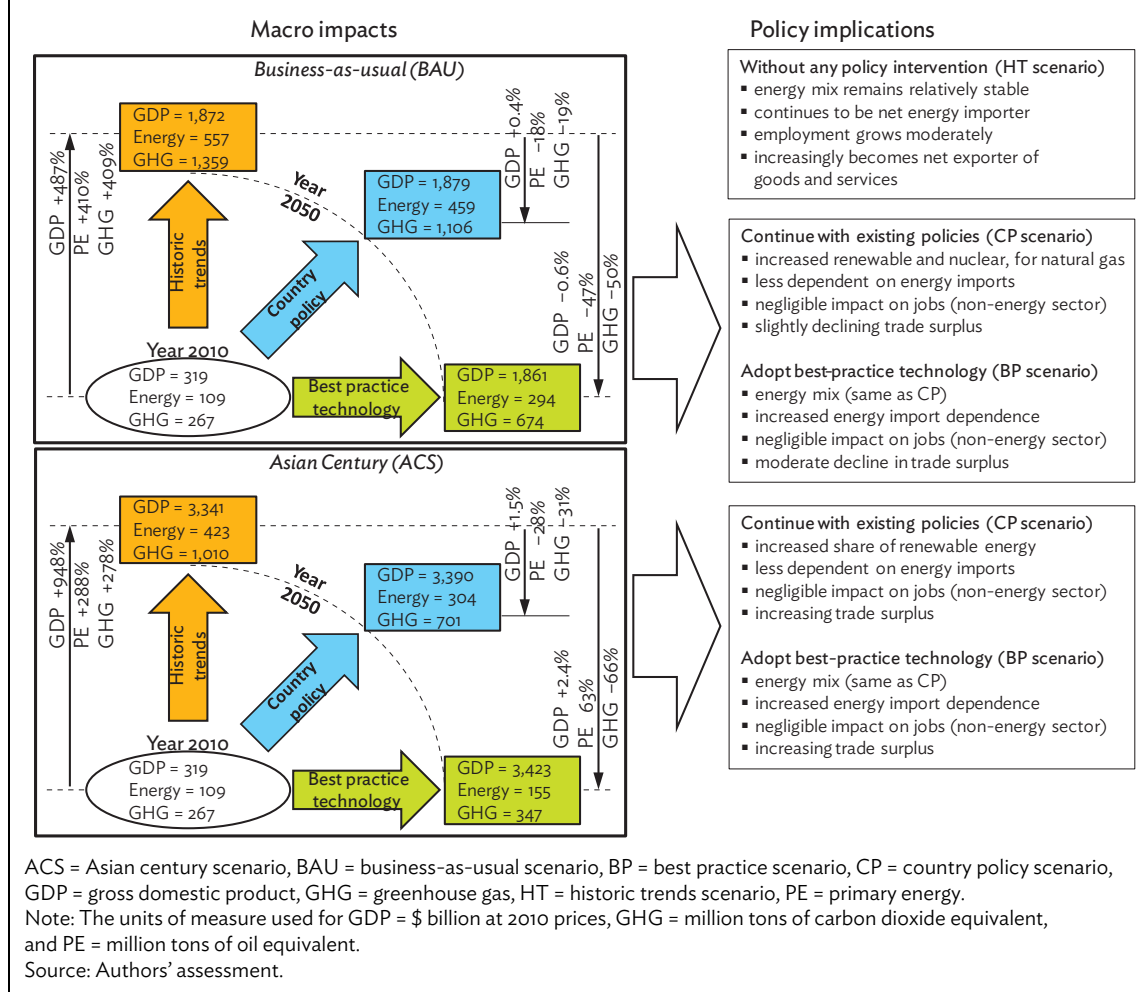 Macro impacts
Policy implications
Business-as-usual (BAU)
GDP = 1,872
Energy = 557
GHG = 1,359
GDP +487%
PE +410%
GHG +409%
Historic
trends
Year
2050
GDP = 1,879
Energy = 459
GHG = 1,106
GDP +0.4%
PE –18%
GHG –19%
Country
policy
GDP –0.6%
PE –47%
GHG –50%
Year 2010
GDP = 319
Energy = 109
GHG = 267
Best practice
technology
GDP = 1,861
Energy = 294
GHG = 674
Asian Century (ACS)
GDP = 3,341
Energy = 423
GHG = 1,010
GDP +948%
PE +288%
GHG +278%
Historic
trends
Year
2050
GDP = 3,390
Energy = 304
GHG = 701
GDP +1.5%
PE –28%
GHG –31%
Country
policy
GDP +2.4%
PE 63%
GHG –66%
Year 2010
GDP = 319
Energy = 109
GHG = 267
Best practice
technology
GDP = 3,423
Energy = 155
GHG = 347
Without any policy intervention (HT scenario)
▪ energy mix remains relatively stable
▪ continues to be net energy importer
▪ employment grows moderately
▪ increasingly becomes net exporter of
goods and services
Continue with existing policies (CP scenario)
▪ increased renewable and nuclear, for natural gas
▪ less dependent on energy imports
▪ negligible impact on jobs (non-energy sector)
▪ slightly declining trade surplus
Adopt best-practice technology (BP scenario)
▪ energy mix (same as CP)
▪ increased energy import dependence
▪ negligible impact on jobs (non-energy sector)
▪ moderate decline in trade surplus
Continue with existing policies (CP scenario)
▪ increased share of renewable energy
▪ less dependent on energy imports
▪ negligible impact on jobs (non-energy sector)
▪ increasing trade surplus
Adopt best-practice technology (BP scenario)
▪ energy mix (same as CP)
▪ increased energy import dependence
▪ negligible impact on jobs (non-energy sector)
▪ increasing trade surplus
ACS = Asian century scenario, BAU = business-as-usual scenario, BP = best practice scenario, CP = country policy scenario,
GDP = gross domestic product, GHG = greenhouse gas, HT = historic trends scenario, PE = primary energy.
Note: The units of measure used for GDP = $ billion at 2010 prices, GHG = million tons of carbon dioxide equivalent,
and PE = million tons of oil equivalent.
Source: Authors’ assessment.